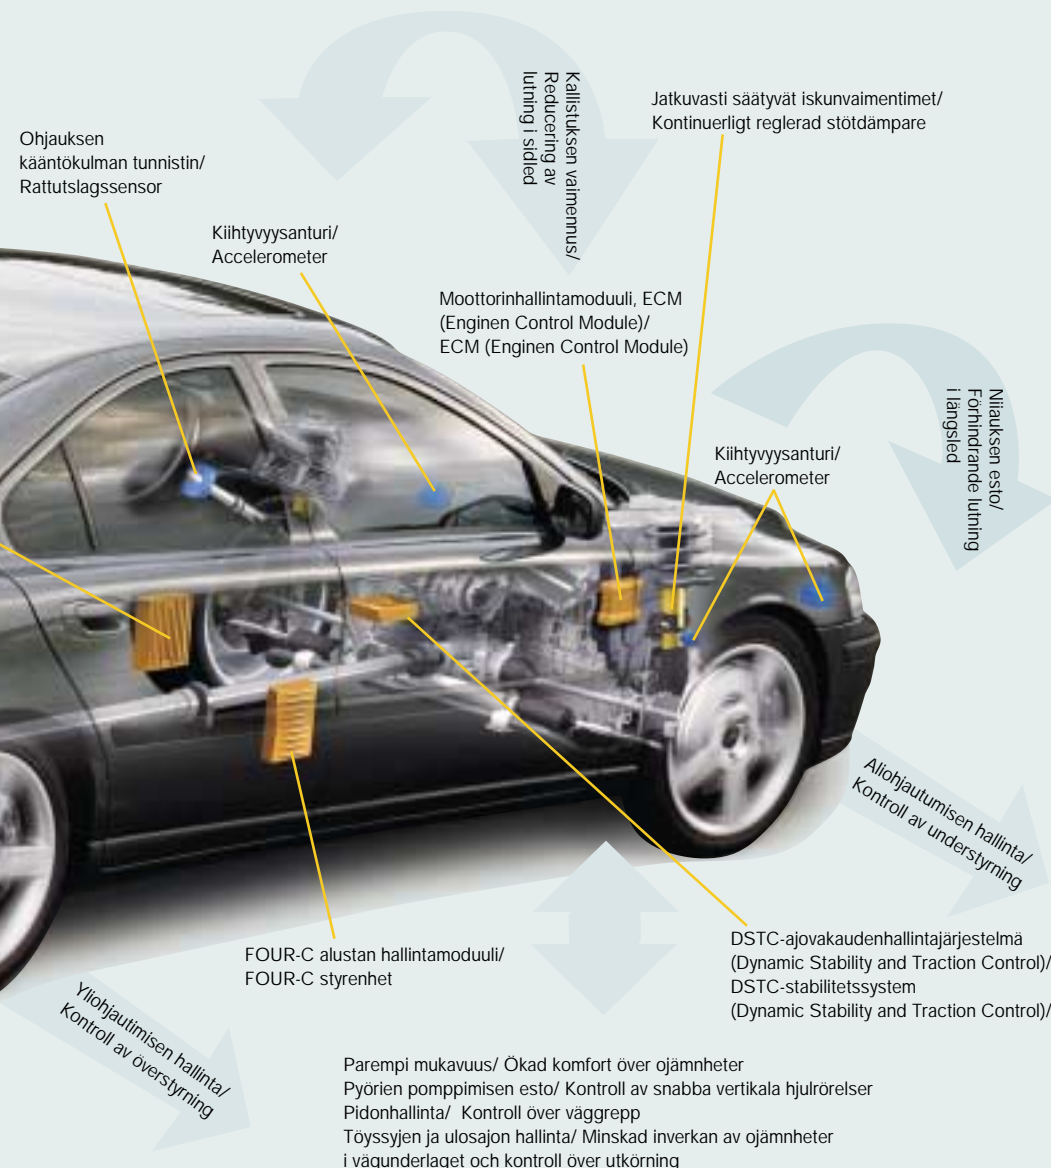 Ohjauksen
kääntökulman tunnistin/
Rattutslagssensor
Kiihtyvyysanturi/
Accelerometer
Kallistuksen vaimennus/
Reducering av
lutning i sidled
Jatkuvasti säätyvät iskunvaimentimet/
Kontinuerligt reglerad stötdämpare
Moottorinhallintamoduuli, ECM
(Enginen Control Module)/
ECM (Enginen Control Module)
Niiauksen esto/
Förhindrande lutning
i längsled
Kiihtyvyysanturi/
Accelerometer
Aliohjautumisen hallinta/
Kontroll av understyrning
FOUR-C alustan hallintamoduuli/
FOUR-C styrenhet
DSTC-ajovakaudenhallintajärjestelmä
(Dynamic Stability and Traction Control)/
DSTC-stabilitetssystem
(Dynamic Stability and Traction Control)/
Yliohjautimisen hallinta/
Kontroll av överstyrning
Parempi mukavuus/ Ökad komfort över ojämnheter
Pyörien pomppimisen esto/ Kontroll av snabba vertikala hjulrörelser
Pidonhallinta/ Kontroll över väggrepp
Töyssyjen ja ulosajon hallinta/ Minskad inverkan av ojämnheter
i vägunderlaget och kontroll över utkörning